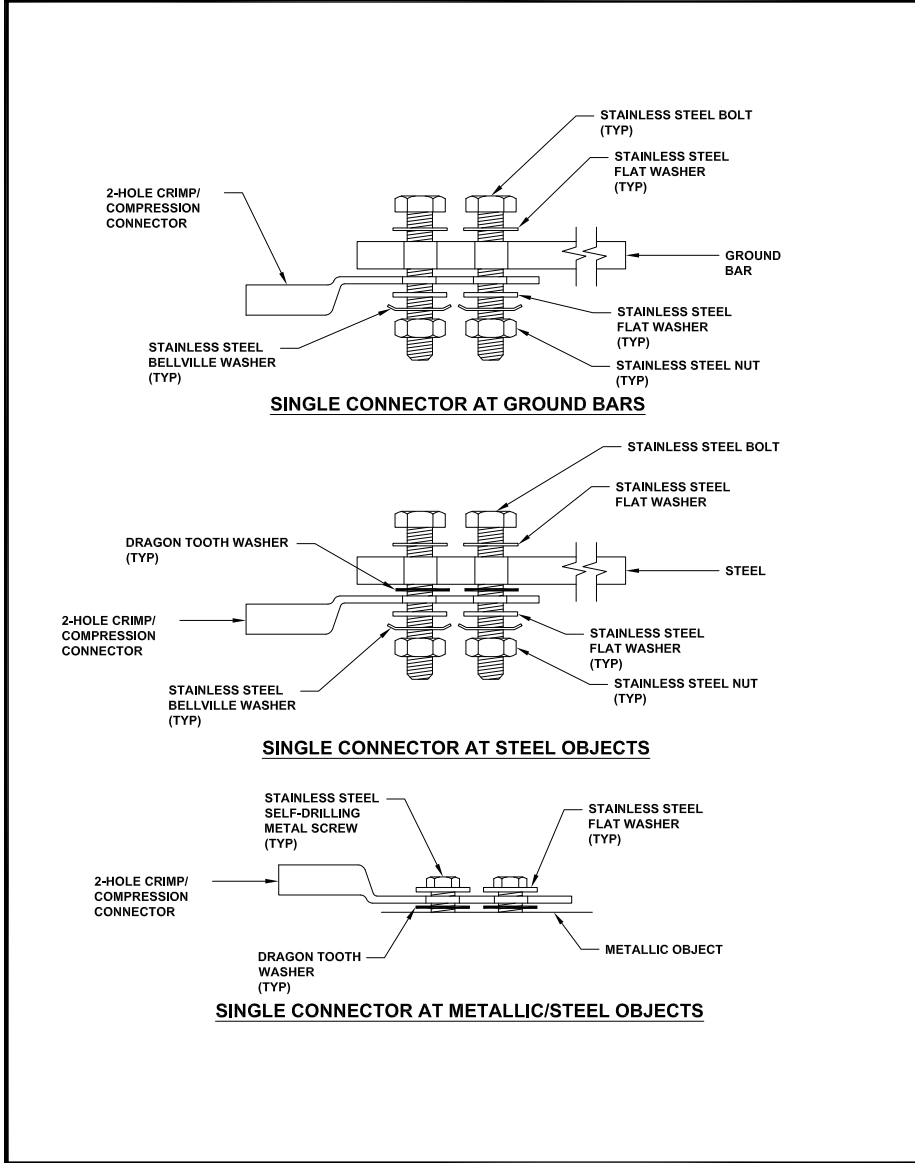 STAINLESS STEEL BOLT
(TYP)
STAINLESS STEEL
FLAT WASHER
(TYP)
2-HOLE CRIMP/
COMPRESSION
CONNECTOR
GROUND
BAR
STAINLESS STEEL
FLAT WASHER
(TYP)
STAINLESS STEEL
BELLVILLE WASHER
(TYP)
STAINLESS STEEL NUT
(TYP)
SINGLE CONNECTOR AT GROUND BARS
STAINLESS STEEL BOLT
STAINLESS STEEL
FLAT WASHER
DRAGON TOOTH WASHER
(TYP)
STEEL
2-HOLE CRIMP/
COMPRESSION
CONNECTOR
STAINLESS STEEL
FLAT WASHER
(TYP)
STAINLESS STEEL
BELLVILLE WASHER
(TYP)
STAINLESS STEEL NUT
(TYP)
SINGLE CONNECTOR AT STEEL OBJECTS
STAINLESS STEEL
SELF-DRILLING
METAL SCREW
(TYP)
STAINLESS STEEL
FLAT WASHER
(TYP)
2-HOLE CRIMP/
COMPRESSION
CONNECTOR
DRAGON TOOTH
WASHER
(TYP)
METALLIC OBJECT
SINGLE CONNECTOR AT METALLIC/STEEL OBJECTS